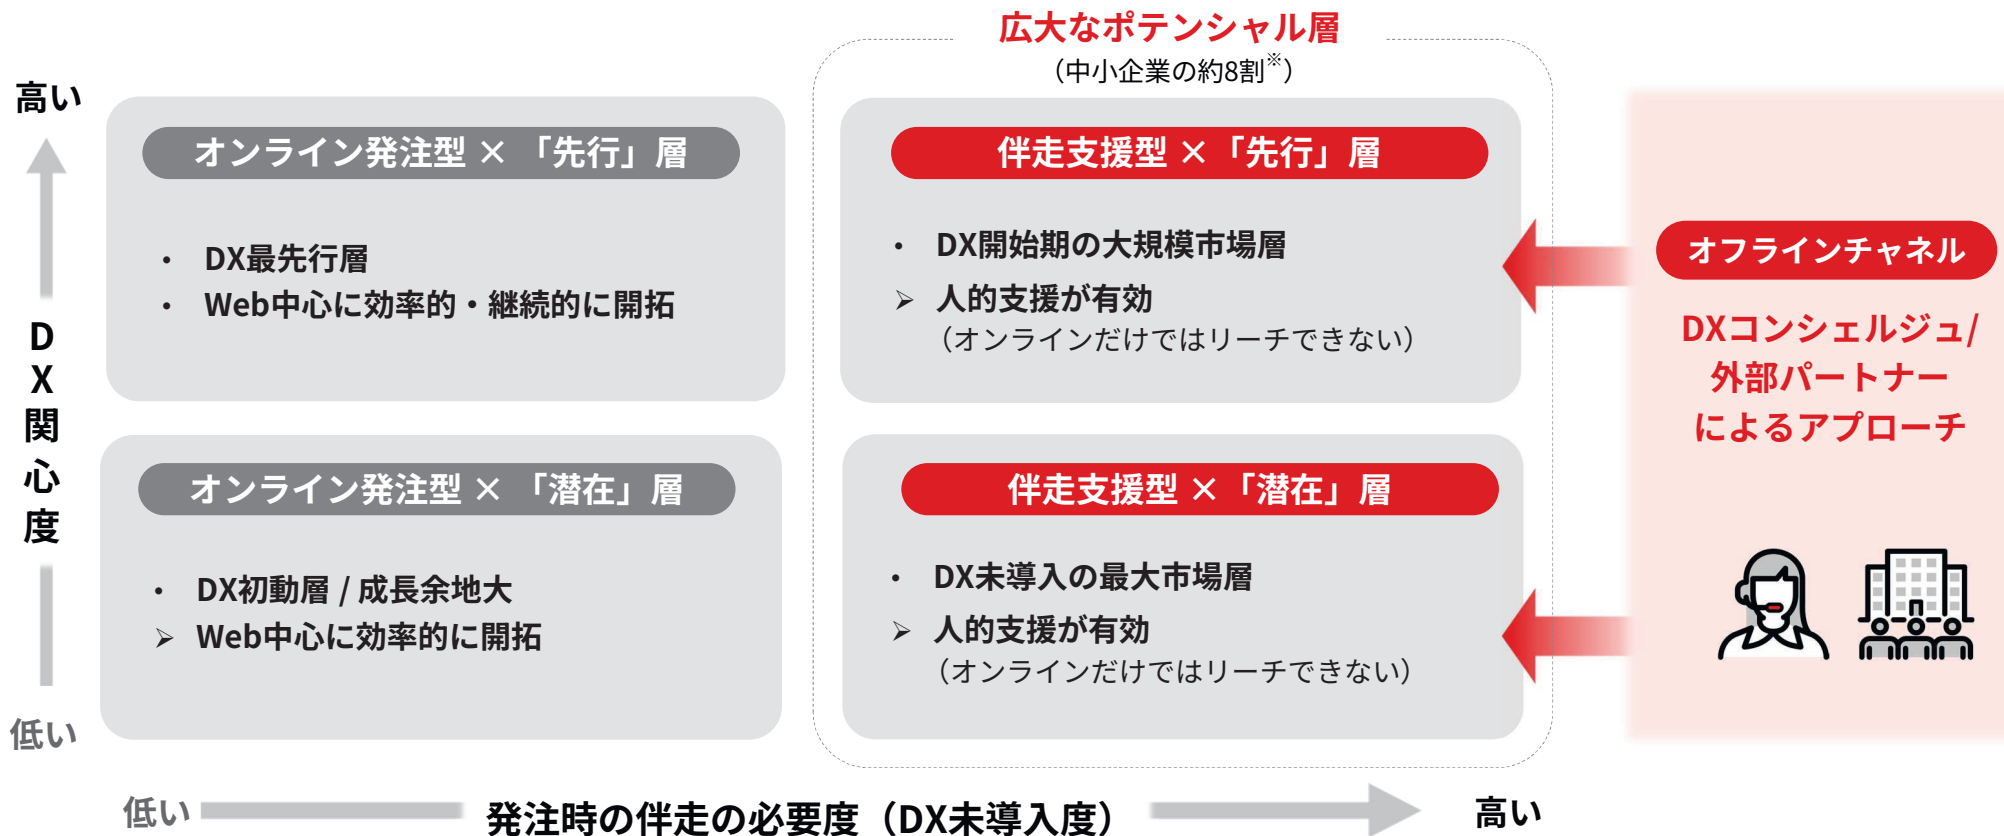 広大なポテンシャル層
（中小企業の約8割※）
高い
DX関心度
低い
オンライン発注型 × 「先行」層
・ DX最先行層
・ Web中心に効率的・継続的に開拓
伴走支援型 ×「先行」層
・ DX開始期の大規模市場層
➢ 人的支援が有効
（オンラインだけではリーチできない）
オンライン発注型 × 「潜在」層
・ DX初動層 / 成長余地大
➢ Web中心に効率的に開拓
伴走支援型 ×「潜在」層
・ DX未導入の最大市場層
➢ 人的支援が有効
（オンラインだけではリーチできない）
オフラインチャネル
DXコンシェルジュ/
外部パートナー
によるアプローチ
低い
発注時の伴走の必要度（DX未導入度）
高い